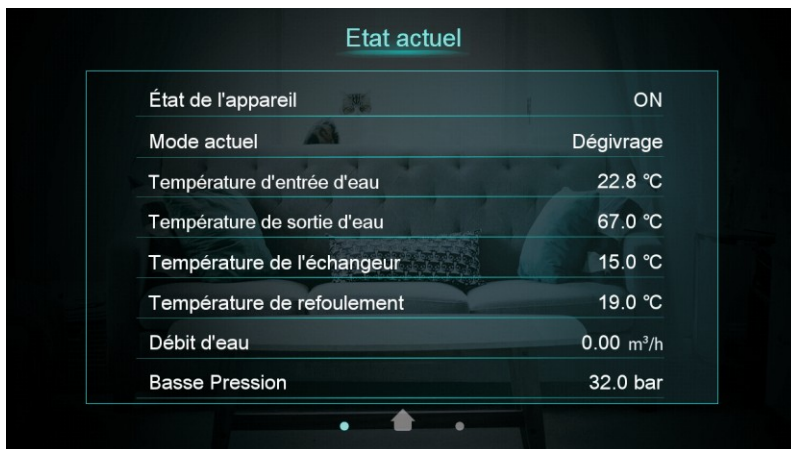 Etat actuel
État de l'appareil ON
Mode actuel Dégivrage
Température d'entrée d'eau 22.8 ℃
Température de sortie d'eau 67.0 ℃
Température de l'échangeur 15.0 ℃
Température de refoulement 19.0 ℃
Débit d'eau 0.00 m³/h
Basse Pression 32.0 bar